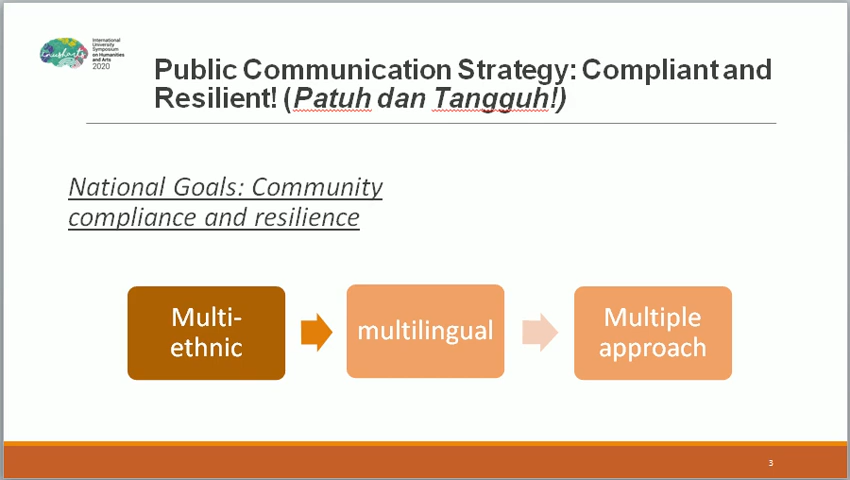 International
University
Symposium
on Humanities
and Arts
2020
Public Communication Strategy: Compliant and
Resilient! (Patuh dan Tangguh!)
National Goals: Community
compliance and resilience
Multi-
ethnic
multilingual
Multiple
approach
3